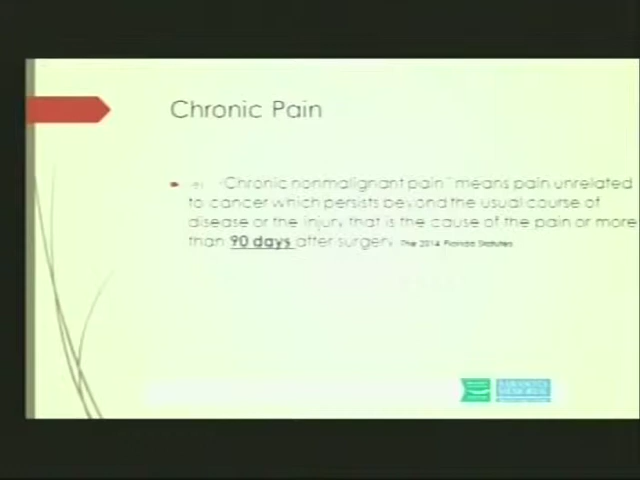 Chronic Pain
"Chronic nonmalignant pain" means pain unrelated
to cancer which persists beyond the usual course of
disease or the injury that is the cause of the pain or more
than 90 days after surgery. The 2014 Florida Statutes
SARASOTA
MEMORIAL